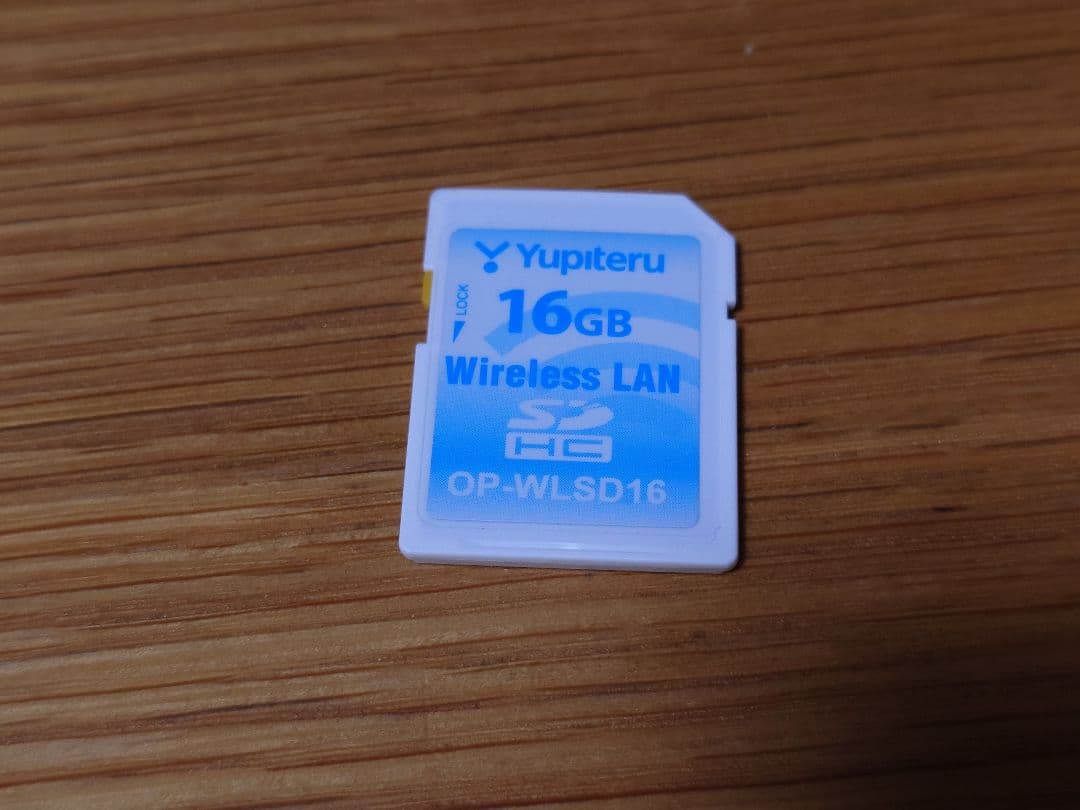 Yupiteru
LOCK
16GB
Wireless LAN
SD
HC
OP-WLSD16